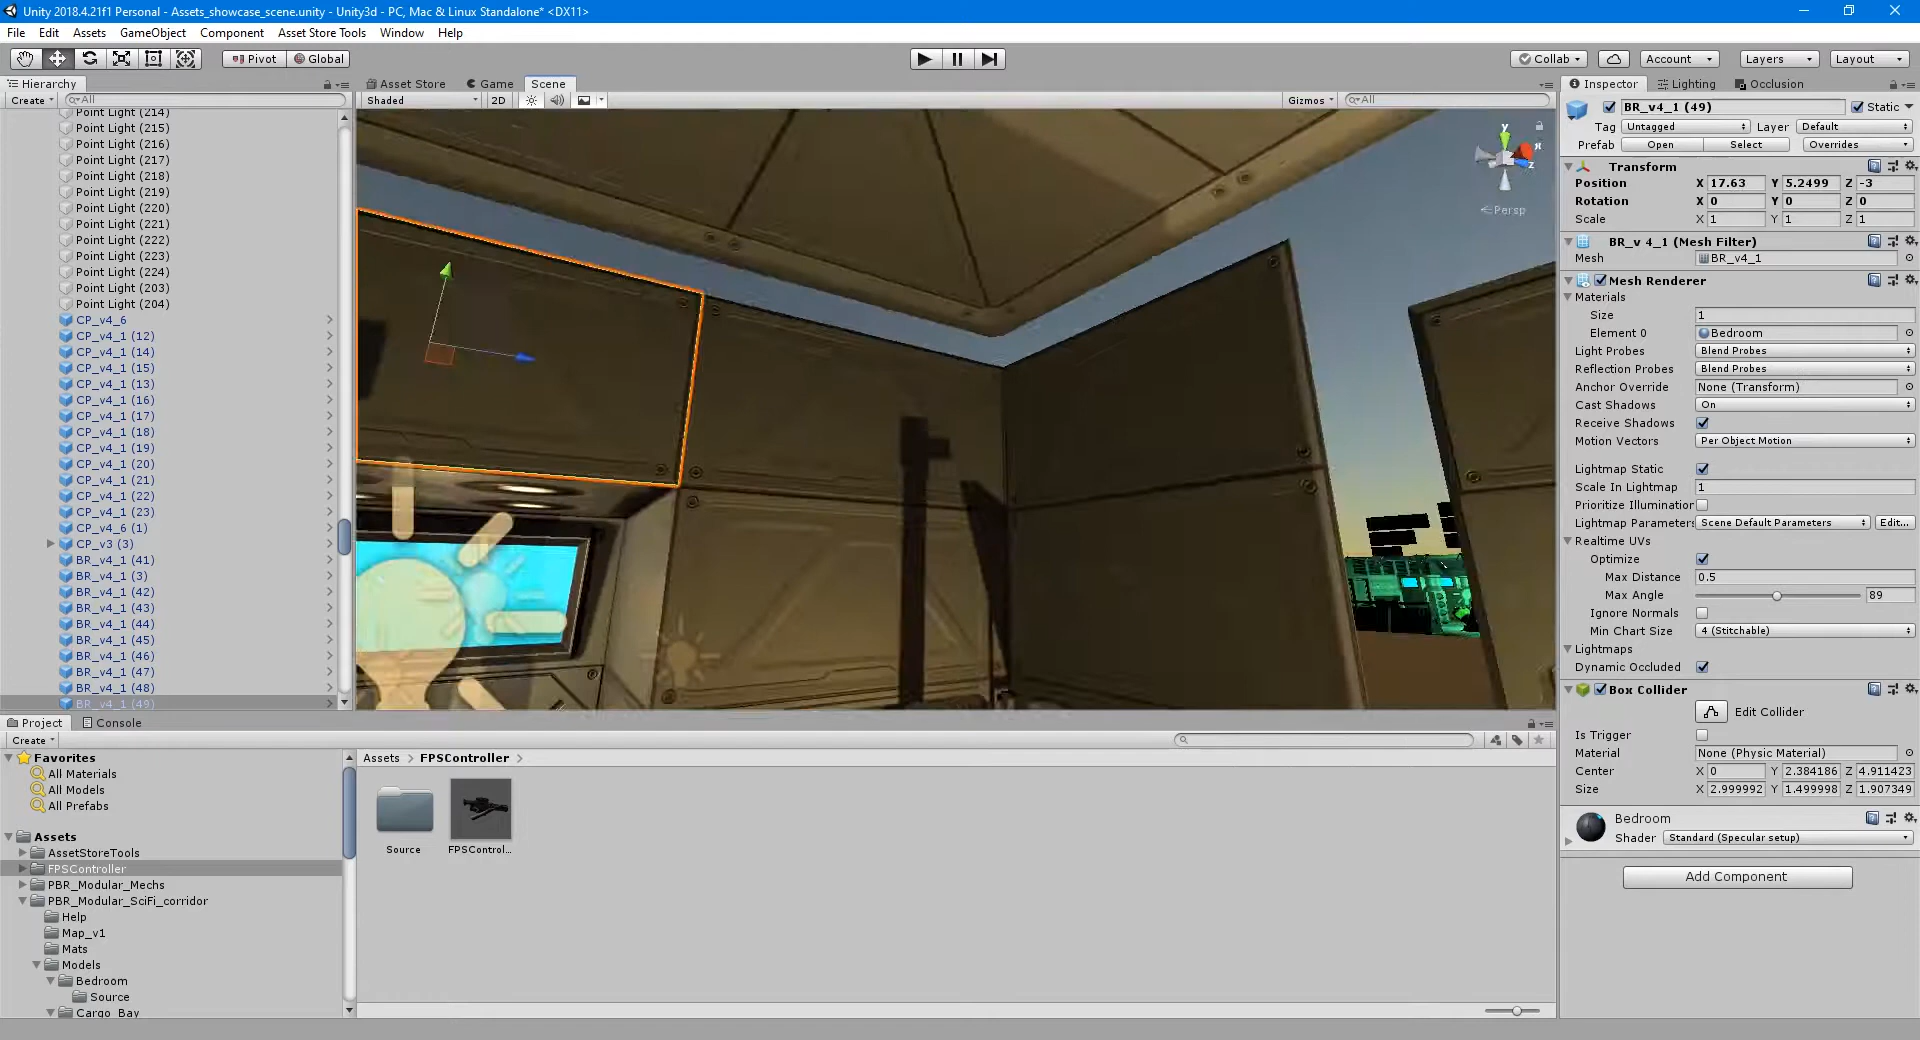 Unity 2018.4.21f1 Personal - Assets_showcase_scene.unity - Unity3d - PC, Mac & Linux Standalone* <DX11>
File Edit Assets GameObject Component Asset Store Tools Window Help
Pivot Global Collab Account Layers Layout
Hierarchy
Create All
Point Light (214)
Point Light (215)
Point Light (216)
Point Light (217)
Point Light (218)
Point Light (219)
Point Light (220)
Point Light (221)
Point Light (222)
Point Light (223)
Point Light (224)
Point Light (203)
Point Light (204)
CP_v4_6
CP_v4_1 (12)
CP_v4_1 (14)
CP_v4_1 (15)
CP_v4_1 (13)
CP_v4_1 (16)
CP_v4_1 (17)
CP_v4_1 (18)
CP_v4_1 (19)
CP_v4_1 (20)
CP_v4_1 (21)
CP_v4_1 (22)
CP_v4_1 (23)
CP_v4_6 (1)
CP_v3 (3)
BR_v4_1 (41)
BR_v4_1 (3)
BR_v4_1 (42)
BR_v4_1 (43)
BR_v4_1 (44)
BR_v4_1 (45)
BR_v4_1 (46)
BR_v4_1 (47)
BR_v4_1 (48)
BR_v4_1 (49)
Asset Store Game Scene
Shaded 2D Gizmos All
y
x
z
Persp
Inspector Lighting Occlusion
BR_v4_1 (49) Static
Tag Untagged Layer Default
Prefab Open Select Overrides
Transform
Position X 17.63 Y 5.2499 Z -3
Rotation X 0 Y 0 Z 0
Scale X 1 Y 1 Z 1
BR_v 4_1 (Mesh Filter)
Mesh BR_v4_1
Mesh Renderer
Materials
Size 1
Element 0 Bedroom
Light Probes Blend Probes
Reflection Probes Blend Probes
Anchor Override None (Transform)
Cast Shadows On
Receive Shadows
Motion Vectors Per Object Motion
Lightmap Static
Scale In Lightmap 1
Prioritize Illumination
Lightmap Parameters Scene Default Parameters Edit...
Realtime UVs
Optimize
Max Distance 0.5
Max Angle 89
Ignore Normals
Min Chart Size 4 (Stitchable)
Lightmaps
Dynamic Occluded
Box Collider
Edit Collider
Is Trigger
Material None (Physic Material)
Center X 0 Y 2.384186 Z 4.911423
Size X 2.999992 Y 1.499998 Z 1.907349
Bedroom
Shader Standard (Specular setup)
Add Component
Project Console
Create
Favorites
All Materials
All Models
All Prefabs
Assets
AssetStoreTools
FPSController
PBR_Modular_Mechs
PBR_Modular_SciFi_corridor
Help
Map_v1
Mats
Models
Bedroom
Source
Cargo_Bay
Assets > FPSController >
Source
FPSControl...